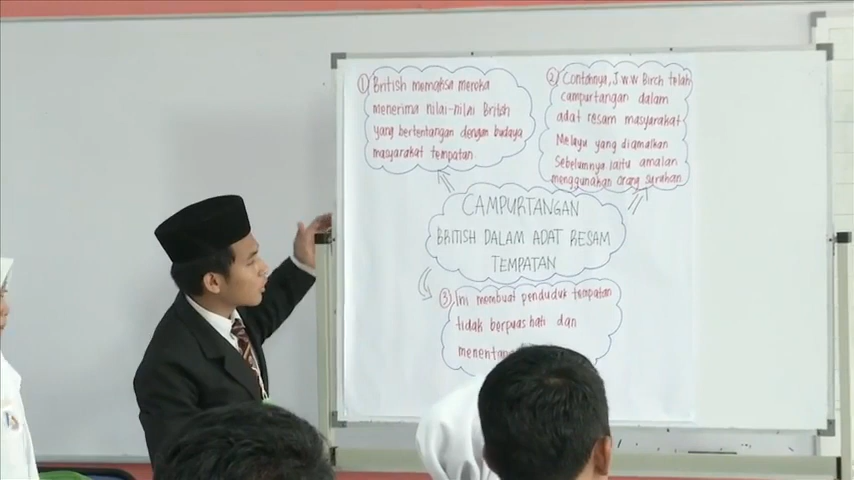 ① British memaksa mereka
menerima nilai-nilai British
yang bertentangan dengan budaya
masyarakat tempatan
② Contohnya, J W W Birch telah
campurtangan dalam
adat resam masyarakat
Melayu yang diamalkan
sebelumnya iaitu amalan
menggunakan orang suruhan
CAMPURTANGAN
BRITISH DALAM ADAT RESAM
TEMPATAN
③ Ini membuat penduduk tempatan
tidak berpuas hati dan